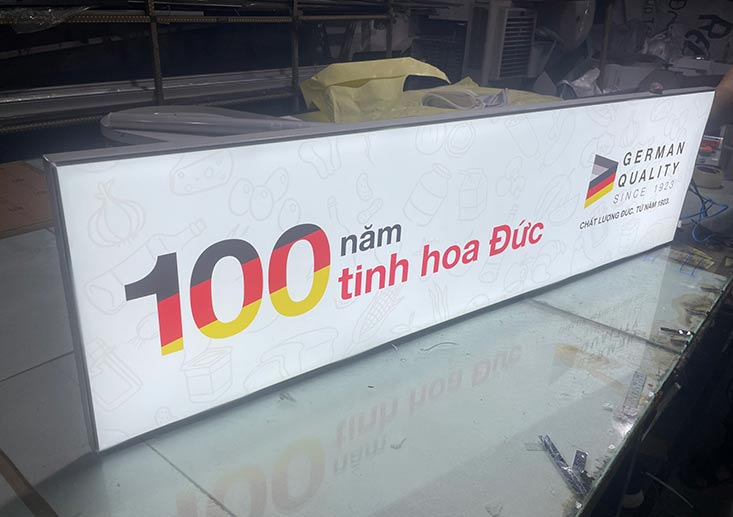 100 năm
tinh hoa Đức
GERMAN
QUALITY
SINCE 1923
CHẤT LƯỢNG ĐỨC. TỪ NĂM 1923.